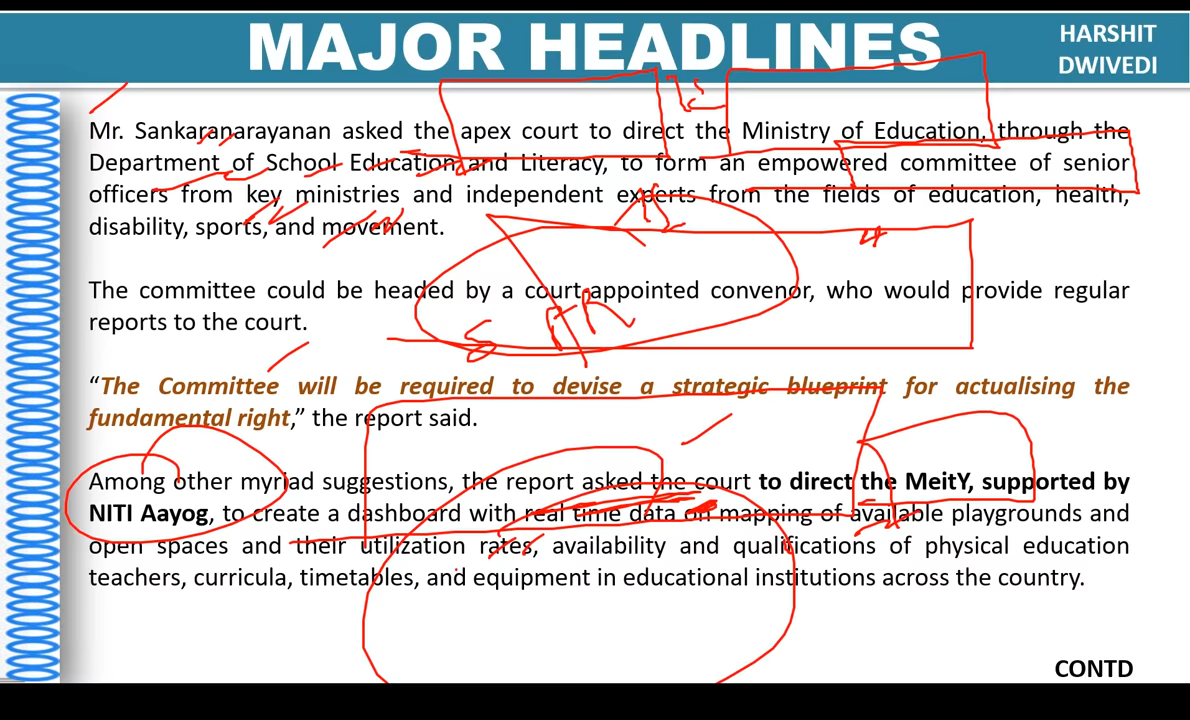 MAJOR HEADLINES
HARSHIT
DWIVEDI
Mr. Sankaranarayanan asked the apex court to direct the Ministry of Education, through the
Department of School Education and Literacy, to form an empowered committee of senior
officers from key ministries and independent experts from the fields of education, health,
disability, sports, and movement.
The committee could be headed by a court appointed convenor, who would provide regular
reports to the court.
“The Committee will be required to devise a strategic blueprint for actualising the
fundamental right,” the report said.
Among other myriad suggestions, the report asked the court to direct the MeitY, supported by
NITI Aayog, to create a dashboard with real time data on mapping of available playgrounds and
open spaces and their utilization rates, availability and qualifications of physical education
teachers, curricula, timetables, and equipment in educational institutions across the country.
CONTD